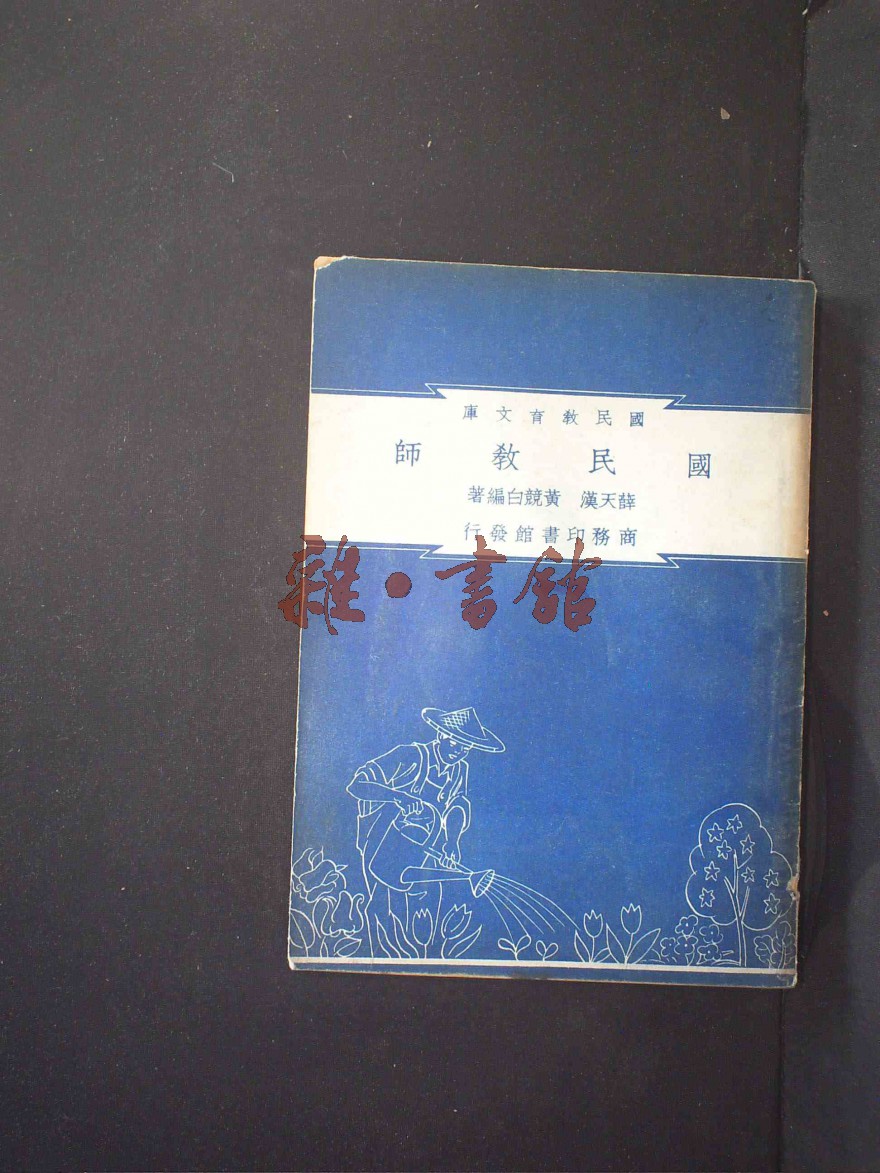 國民教育文庫
國民教師
薛天漢 黃競白編著
商務印書館發行
雜·書館